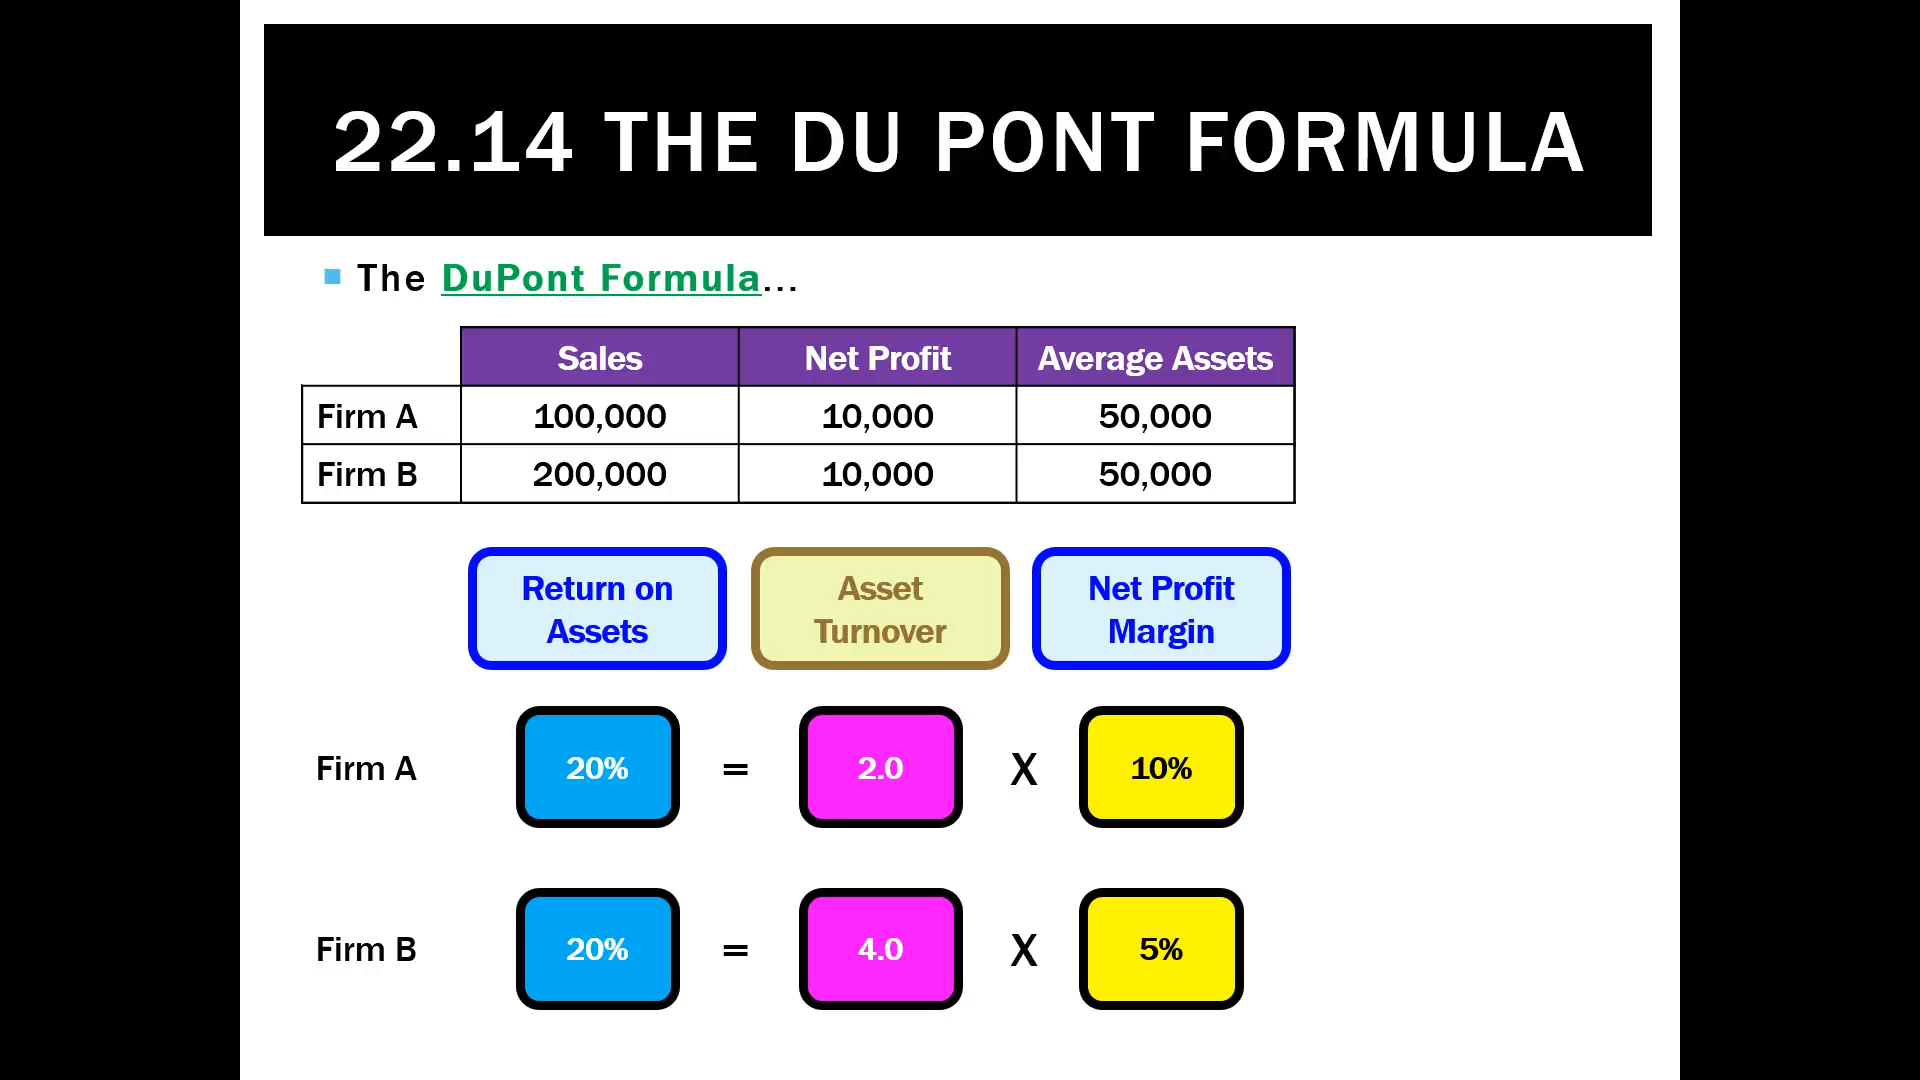 22.14 THE DU PONT FORMULA
The DuPont Formula...
Sales Net Profit Average Assets
Firm A 100,000 10,000 50,000
Firm B 200,000 10,000 50,000
Return on Assets
Asset Turnover
Net Profit Margin
Firm A 20% = 2.0 X 10%
Firm B 20% = 4.0 X 5%